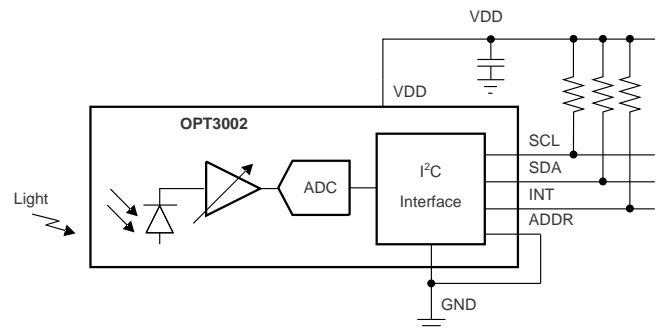 VDD
VDD
OPT3002
SCL
I²C
SDA
ADC
Interface
INT
Light
ADDR
GND